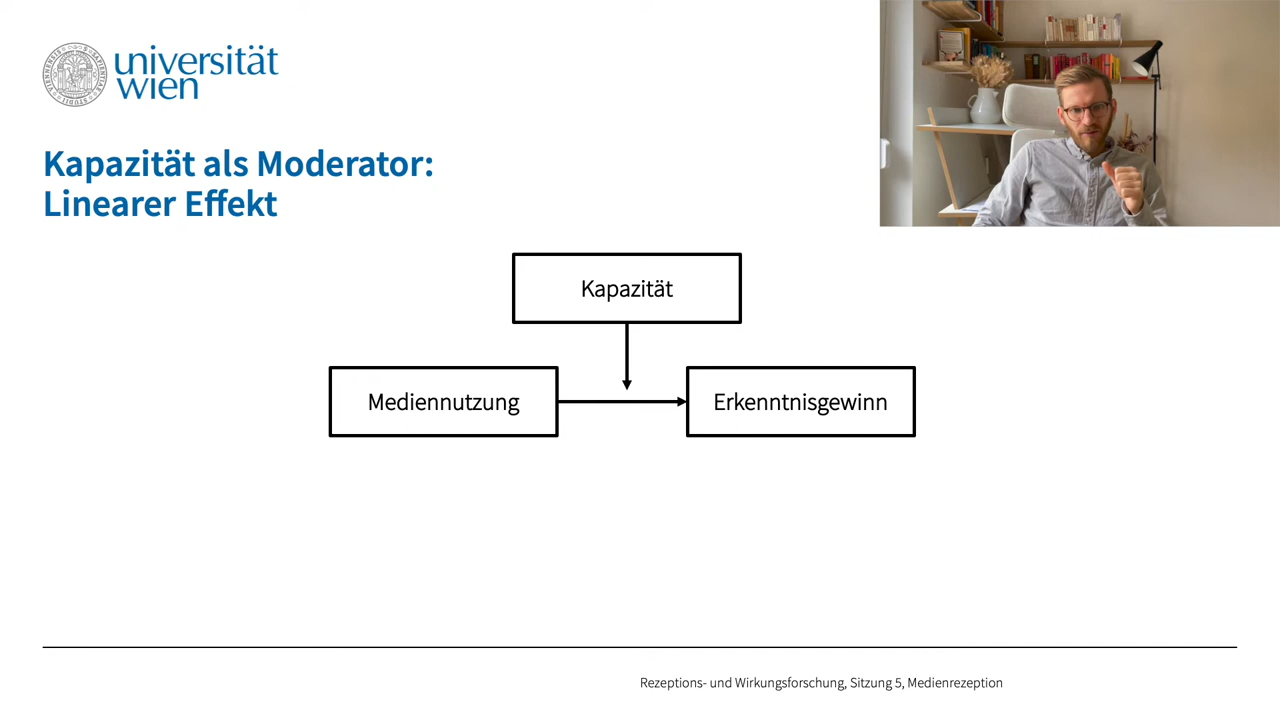 universität
wien
Kapazität als Moderator:
Linearer Effekt
Kapazität
Mediennutzung
Erkenntnisgewinn
Rezeptions- und Wirkungsforschung, Sitzung 5, Medienrezeption